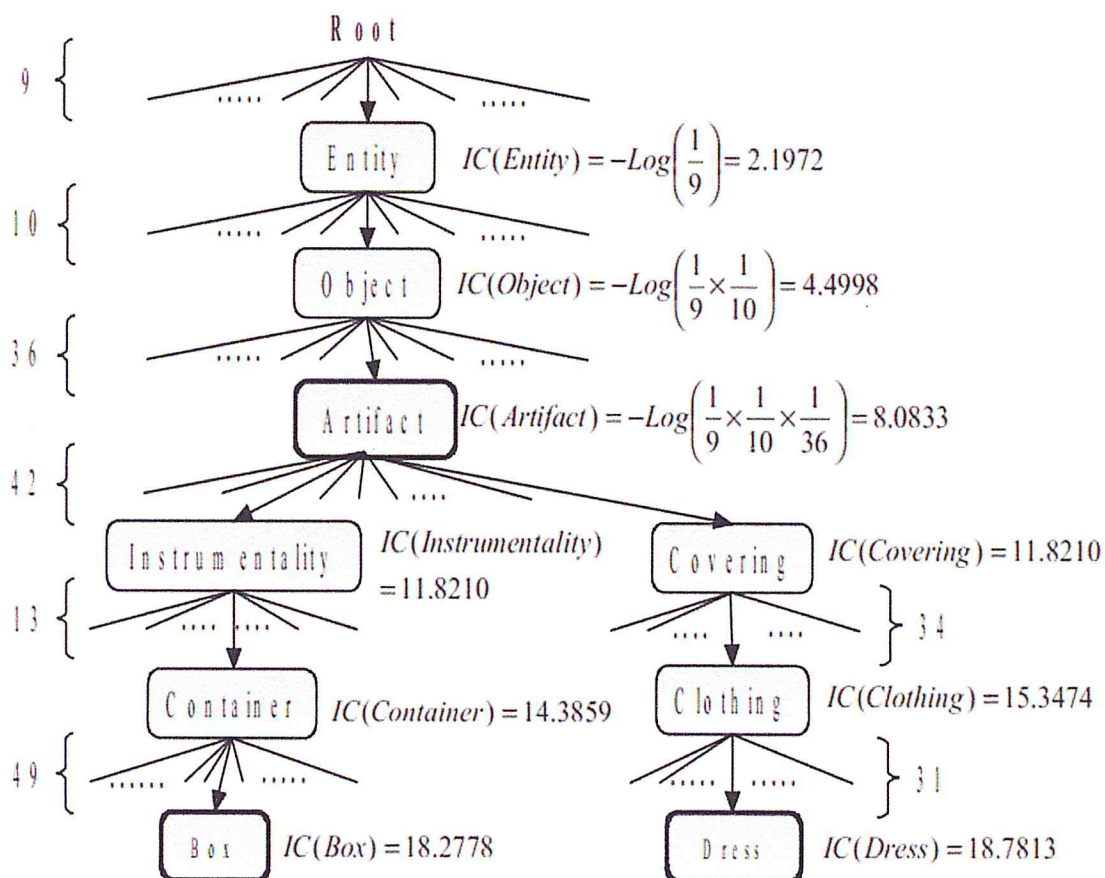 Root
9
.....
.....
Entity
IC(Entity) = −Log(1/9) = 2.1972
10
.....
.....
Object
IC(Object) = −Log(1/9 × 1/10) = 4.4998
36
.....
.....
Artifact
IC(Artifact) = −Log(1/9 × 1/10 × 1/36) = 8.0833
42
....
Instrumentality
IC(Instrumentality)
= 11.8210
Covering
IC(Covering) = 11.8210
13
.... ....
.... ....
34
Container
IC(Container) = 14.3859
Clothing
IC(Clothing) = 15.3474
49
...... .....
..... .....
31
Box
IC(Box) = 18.2778
Dress
IC(Dress) = 18.7813